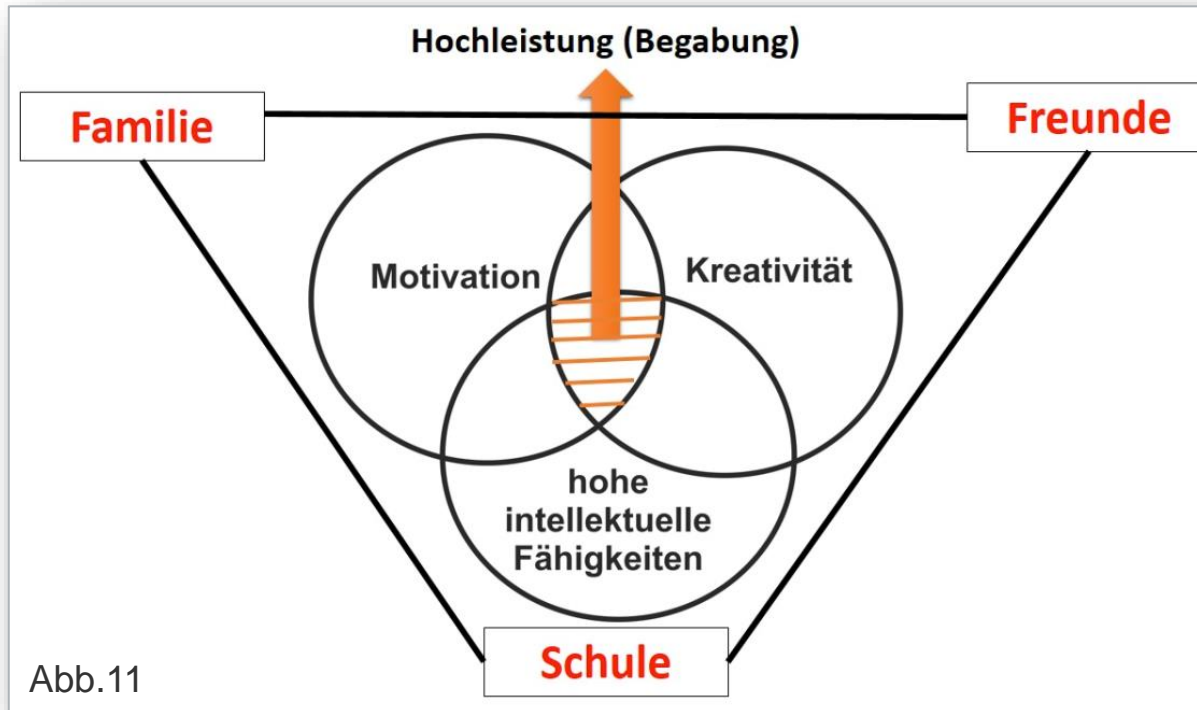 Hochleistung (Begabung)
Familie
Freunde
Motivation
Kreativität
hohe
intellektuelle
Fähigkeiten
Schule
Abb.11